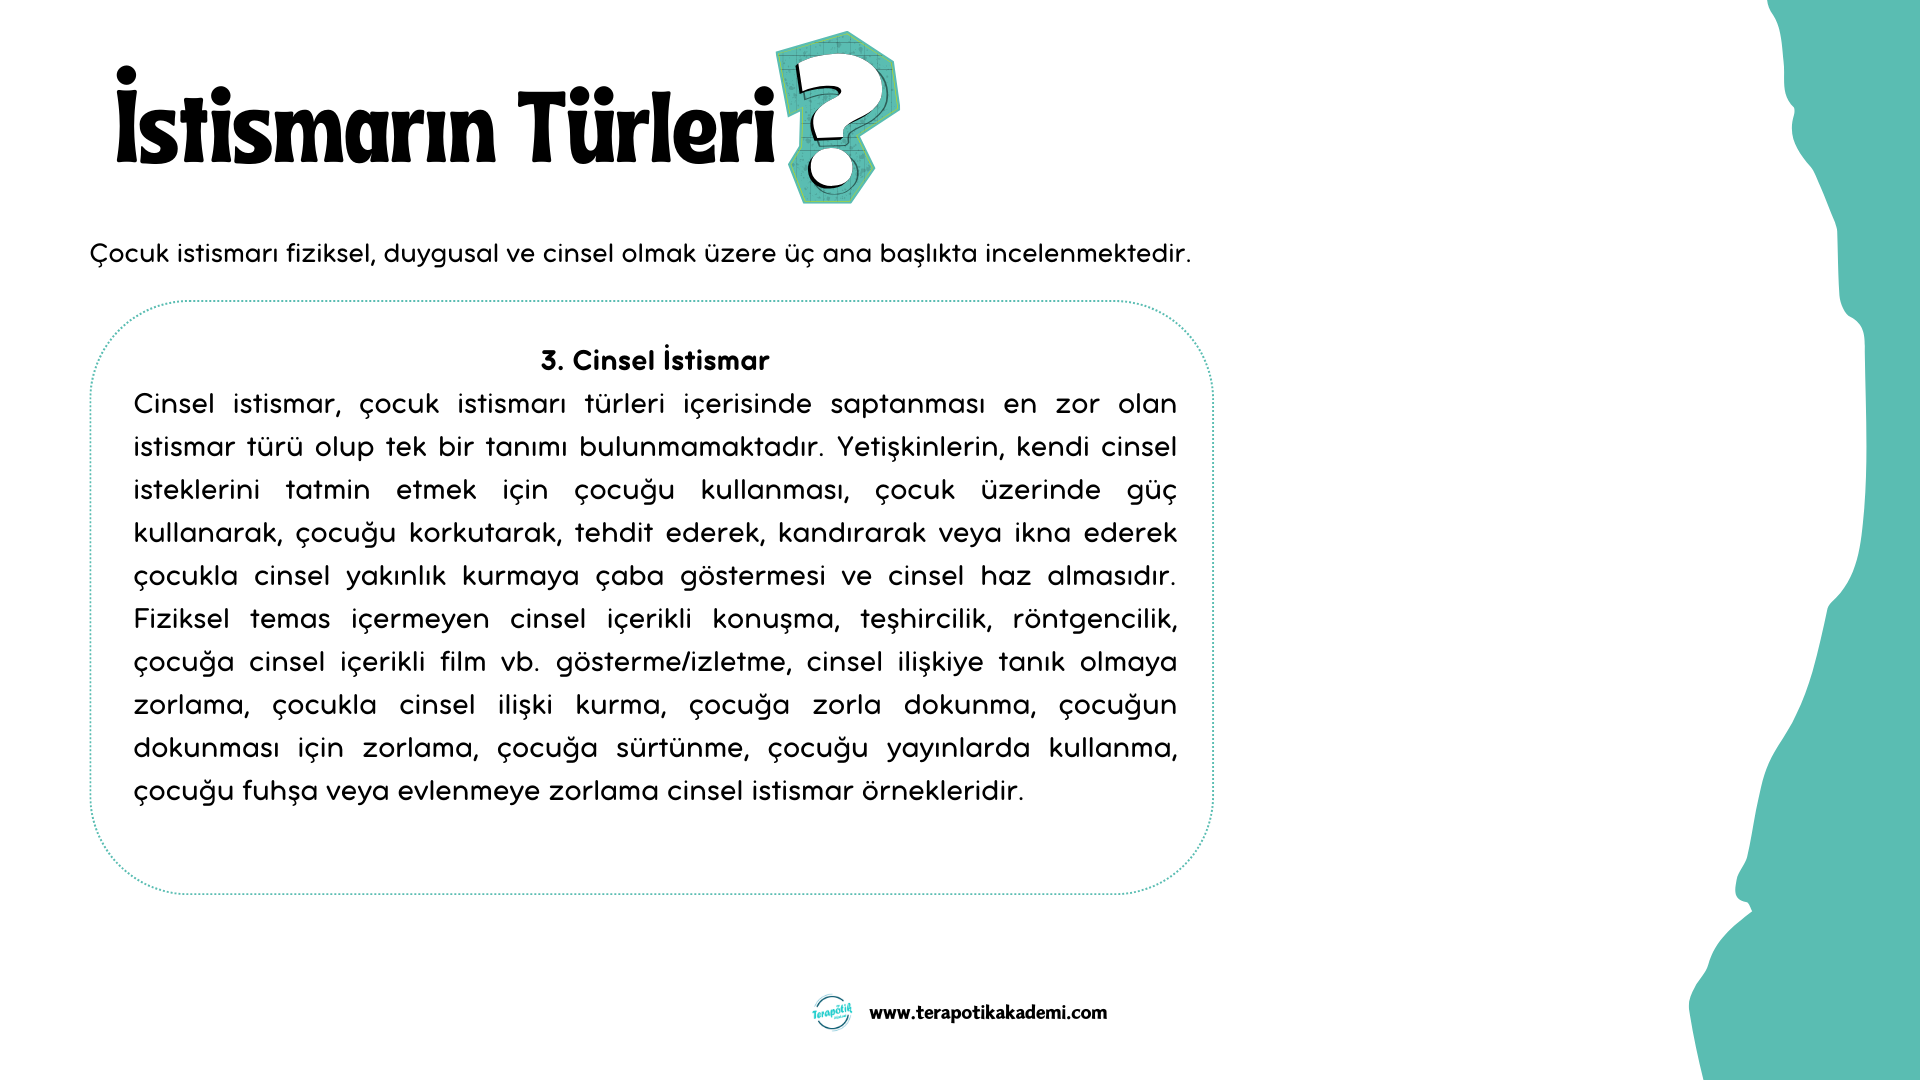 İstismarın Türleri?
Çocuk istismarı fiziksel, duygusal ve cinsel olmak üzere üç ana başlıkta incelenmektedir.
3. Cinsel İstismar
Cinsel istismar, çocuk istismarı türleri içerisinde saptanması en zor olan
istismar türü olup tek bir tanımı bulunmamaktadır. Yetişkinlerin, kendi cinsel
isteklerini tatmin etmek için çocuğu kullanması, çocuk üzerinde güç
kullanarak, çocuğu korkutarak, tehdit ederek, kandırarak veya ikna ederek
çocukla cinsel yakınlık kurmaya çaba göstermesi ve cinsel haz almasıdır.
Fiziksel temas içermeyen cinsel içerikli konuşma, teşhircilik, röntgencilik,
çocuğa cinsel içerikli film vb. gösterme/izletme, cinsel ilişkiye tanık olmaya
zorlama, çocukla cinsel ilişki kurma, çocuğa zorla dokunma, çocuğun
dokunması için zorlama, çocuğa sürtünme, çocuğu yayınlarda kullanma,
çocuğu fuhşa veya evlenmeye zorlama cinsel istismar örnekleridir.
Terapötik
www.terapotikakademi.com